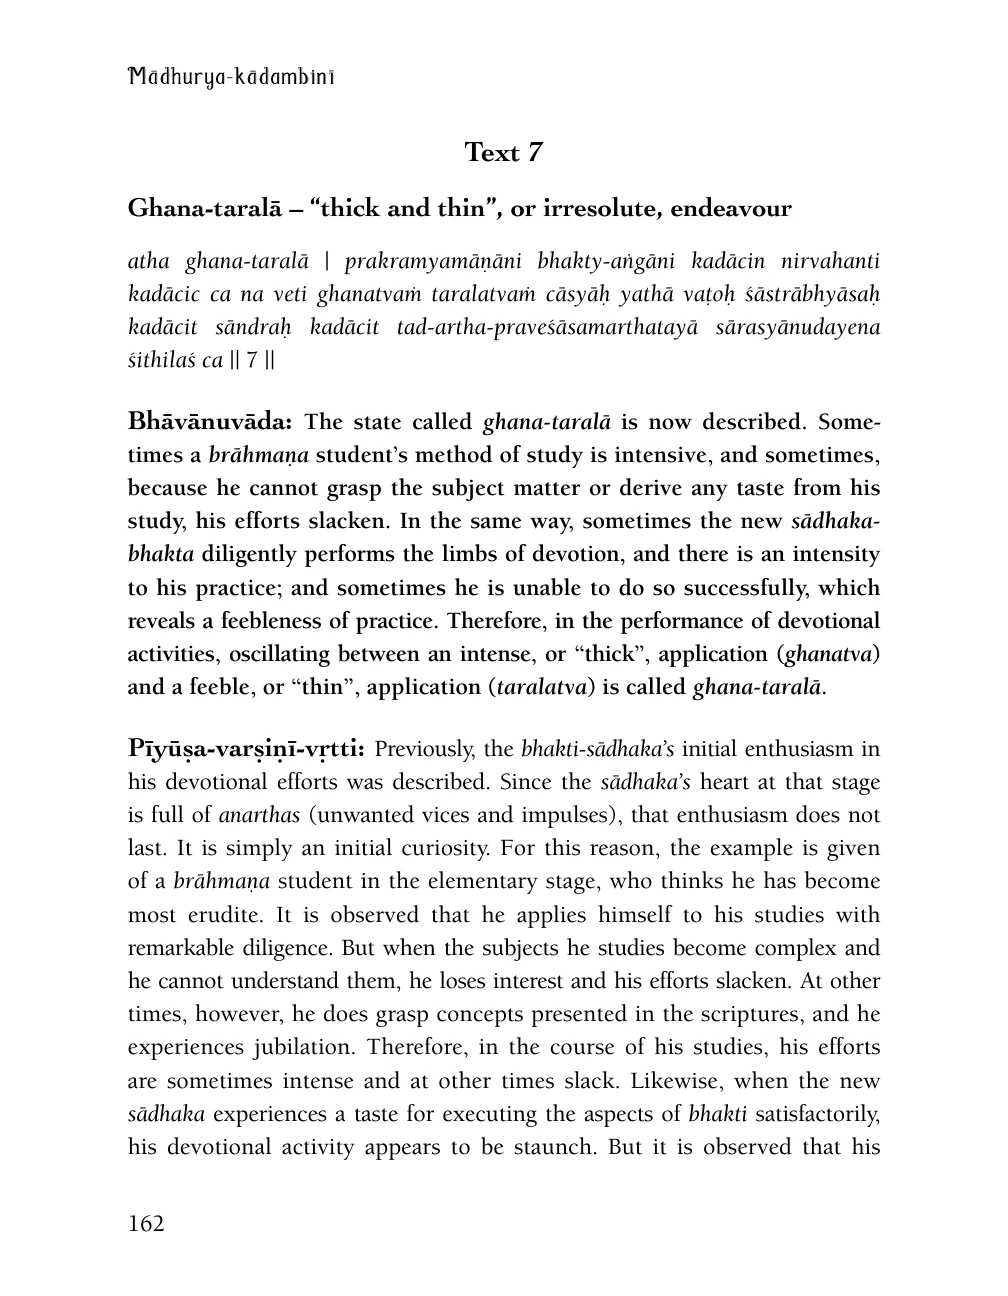 Mādhurya-kādambinī
Text 7
Ghana-taralā – “thick and thin”, or irresolute, endeavour
atha ghana-taralā | prakramyamāṇāni bhakty-aṅgāni kadācin nirvahanti
kadācic ca na veti ghanatvaṁ taralatvaṁ cāsyāḥ yathā vaṭoḥ śāstrābhyāsaḥ
kadācit sāndraḥ kadācit tad-artha-praveśāsamarthatayā sārasyānudayena
śithilaś ca || 7 ||
Bhāvānuvāda: The state called ghana-taralā is now described. Some-
times a brāhmaṇa student’s method of study is intensive, and sometimes,
because he cannot grasp the subject matter or derive any taste from his
study, his efforts slacken. In the same way, sometimes the new sādhaka-
bhakta diligently performs the limbs of devotion, and there is an intensity
to his practice; and sometimes he is unable to do so successfully, which
reveals a feebleness of practice. Therefore, in the performance of devotional
activities, oscillating between an intense, or “thick”, application (ghanatva)
and a feeble, or “thin”, application (taralatva) is called ghana-taralā.
Pīyūṣa-varṣiṇī-vṛtti: Previously, the bhakti-sādhaka’s initial enthusiasm in
his devotional efforts was described. Since the sādhaka’s heart at that stage
is full of anarthas (unwanted vices and impulses), that enthusiasm does not
last. It is simply an initial curiosity. For this reason, the example is given
of a brāhmaṇa student in the elementary stage, who thinks he has become
most erudite. It is observed that he applies himself to his studies with
remarkable diligence. But when the subjects he studies become complex and
he cannot understand them, he loses interest and his efforts slacken. At other
times, however, he does grasp concepts presented in the scriptures, and he
experiences jubilation. Therefore, in the course of his studies, his efforts
are sometimes intense and at other times slack. Likewise, when the new
sādhaka experiences a taste for executing the aspects of bhakti satisfactorily,
his devotional activity appears to be staunch. But it is observed that his
162